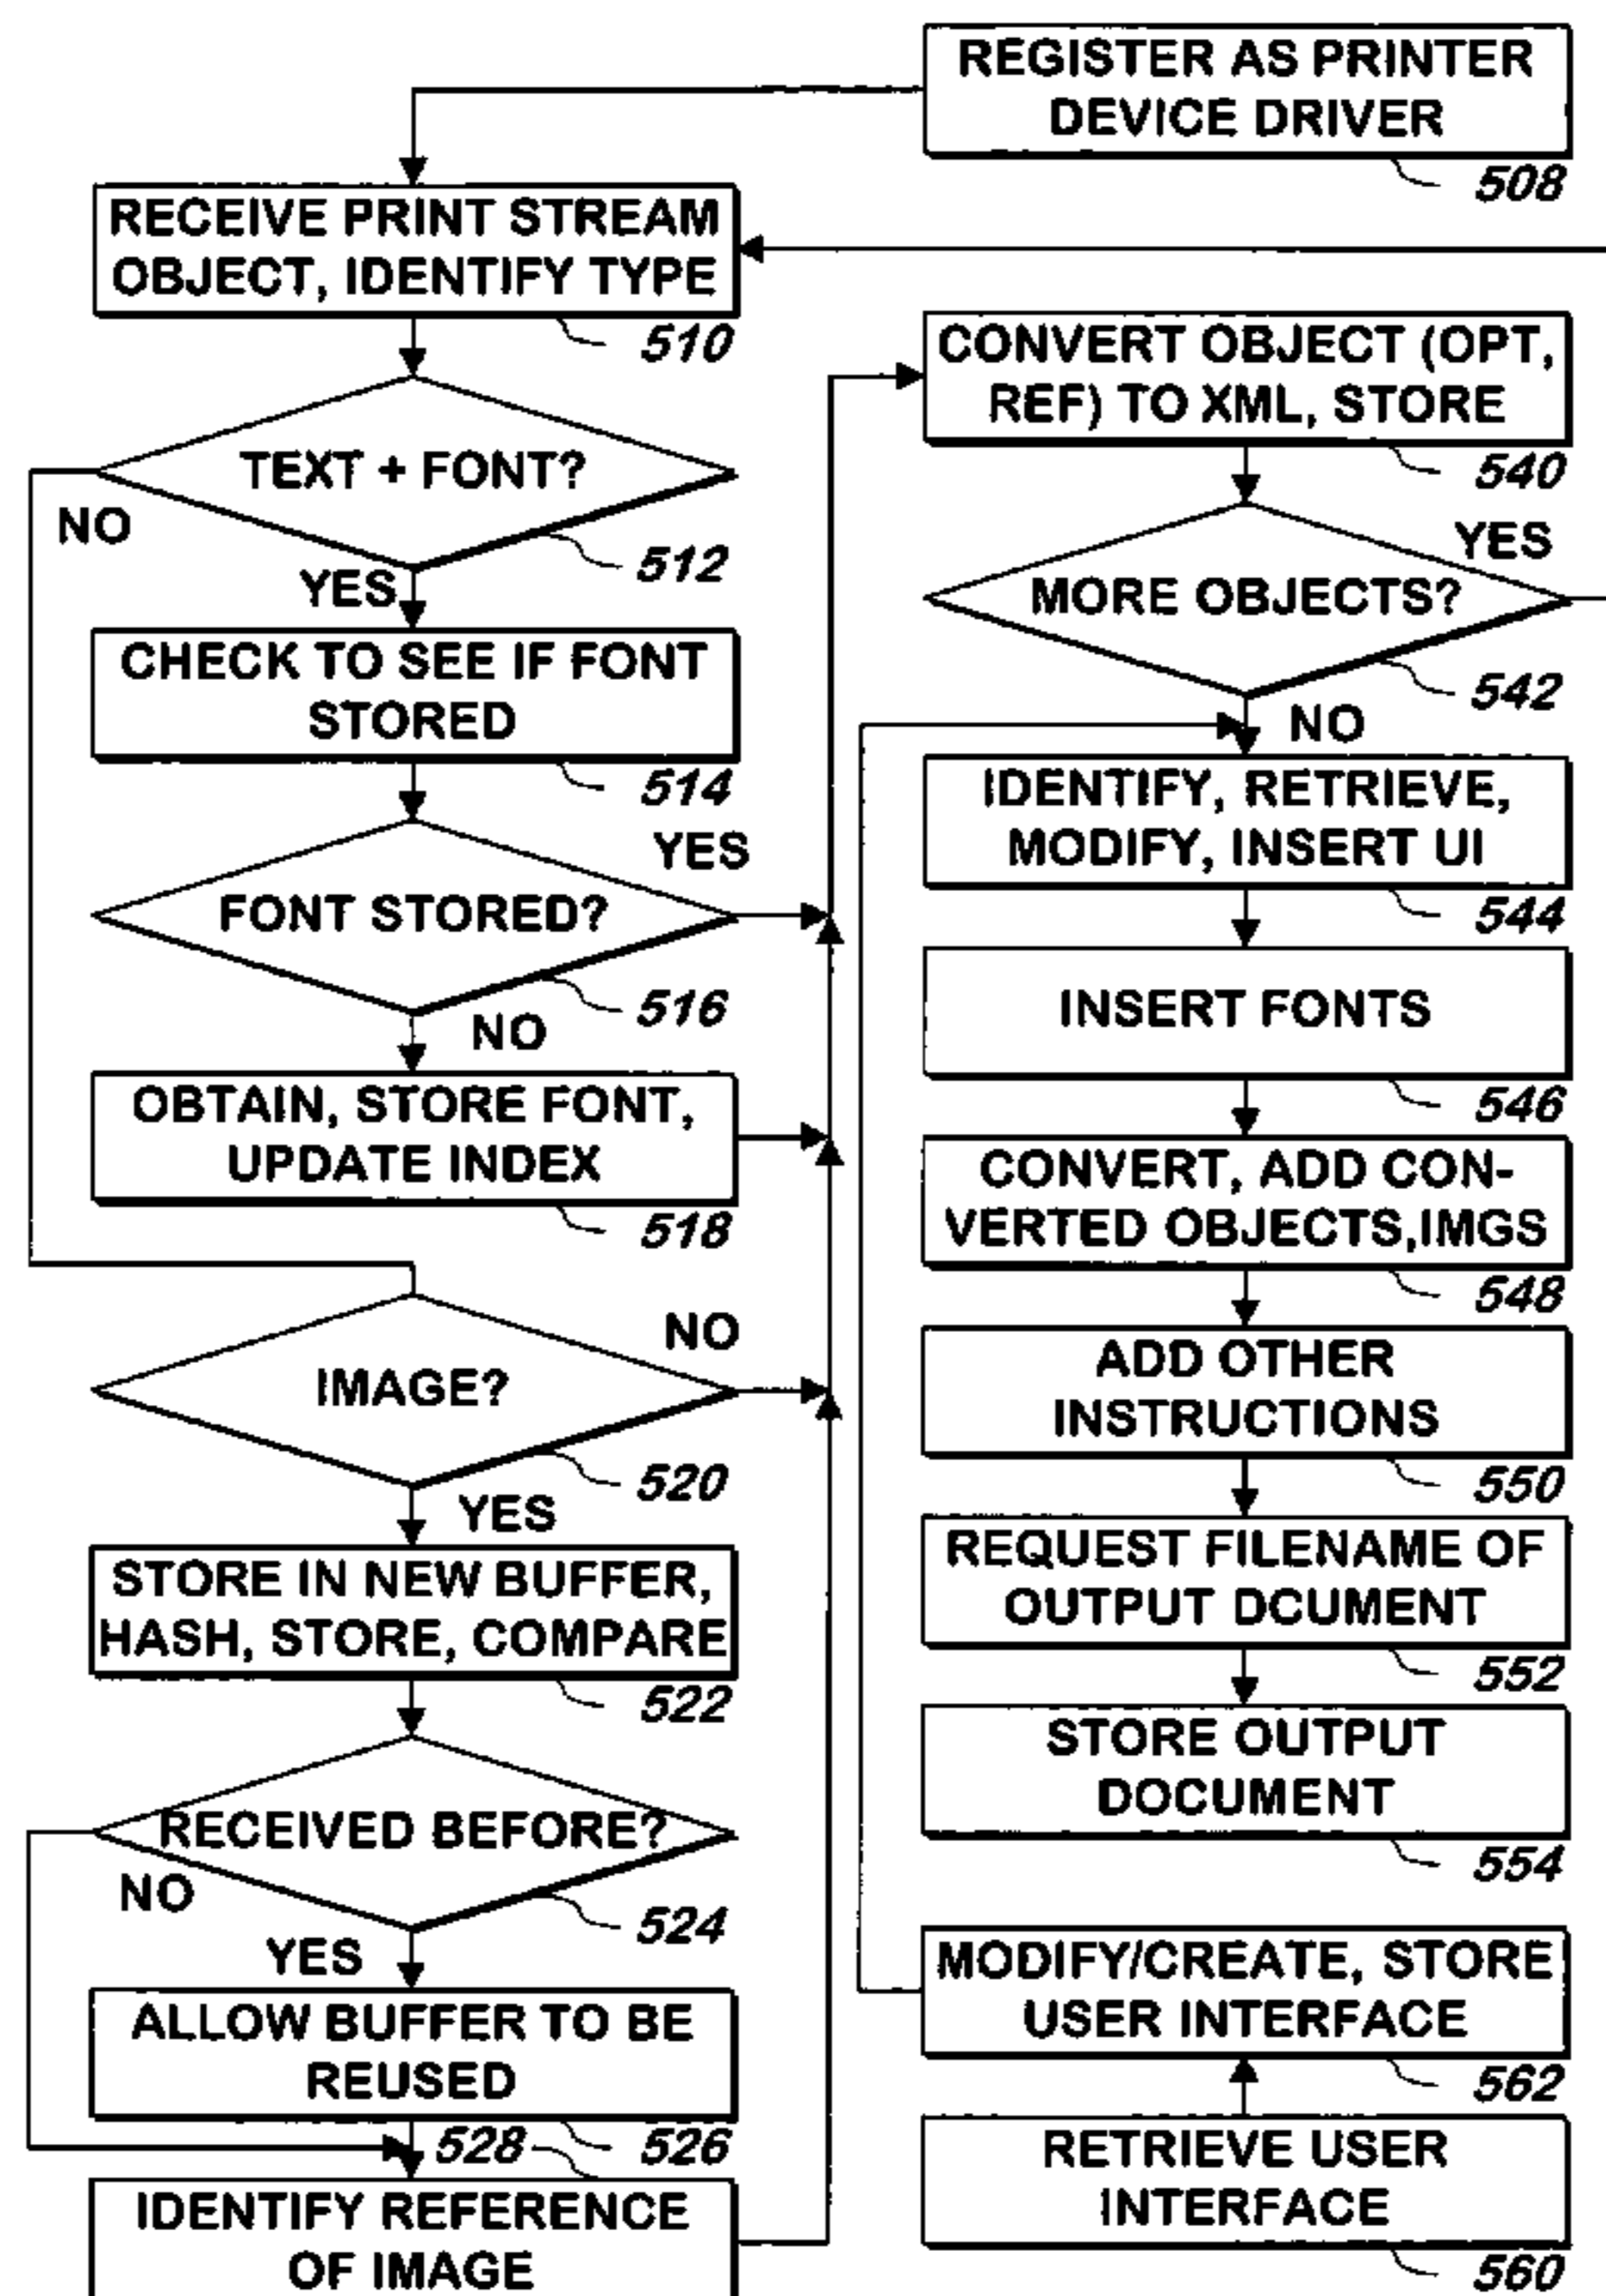 REGISTER AS PRINTER
DEVICE DRIVER
508
RECEIVE PRINT STREAM
OBJECT, IDENTIFY TYPE
510
TEXT + FONT?
NO
512
YES
CHECK TO SEE IF FONT
STORED
514
YES
FONT STORED?
516
NO
OBTAIN, STORE FONT,
UPDATE INDEX
518
NO
IMAGE?
520
YES
STORE IN NEW BUFFER,
HASH, STORE, COMPARE
522
RECEIVED BEFORE?
NO
524
YES
ALLOW BUFFER TO BE
REUSED
528
526
IDENTIFY REFERENCE
OF IMAGE
CONVERT OBJECT (OPT,
REF) TO XML, STORE
540
YES
MORE OBJECTS?
542
NO
IDENTIFY, RETRIEVE,
MODIFY, INSERT UI
544
INSERT FONTS
546
CONVERT, ADD CON-
VERTED OBJECTS,IMGS
548
ADD OTHER
INSTRUCTIONS
550
REQUEST FILENAME OF
OUTPUT DCUMENT
552
STORE OUTPUT
DOCUMENT
554
MODIFY/CREATE, STORE
USER INTERFACE
562
RETRIEVE USER
INTERFACE
560